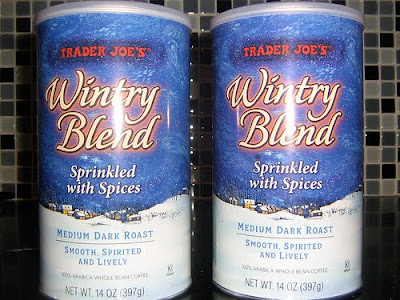 TRADER JOE'S
Wintry
Blend
Sprinkled
with Spices
MEDIUM DARK ROAST
SMOOTH, SPIRITED
AND LIVELY
100% ARABICA WHOLE BEAN COFFEE
NET WT. 14 OZ (397g)
TRADER JOE'S
Wintry
Blend
Sprinkled
with Spices
MEDIUM DARK ROAST
SMOOTH, SPIRITED
AND LIVELY
100% ARABICA WHOLE BEAN COFFEE
NET WT. 14 OZ (397g)